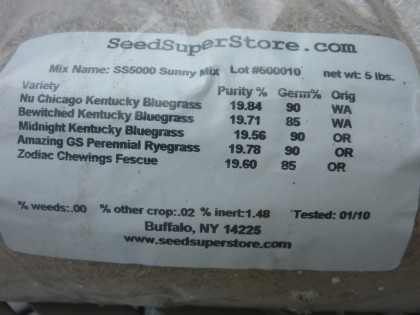 SeedSuperStore.com
Mix Name: SS5000 Sunny Mix Lot #500010 net wt: 5 lbs.
Variety Purity % Germ% Orig
Nu Chicago Kentucky Bluegrass 19.84 90 WA
Bewitched Kentucky Bluegrass 19.71 85 WA
Midnight Kentucky Bluegrass 19.56 90 OR
Amazing GS Perennial Ryegrass 19.78 90 OR
Zodiac Chewings Fescue 19.60 85 OR
% weeds:.00 % other crop:.02 % inert:1.48 Tested: 01/10
Buffalo, NY 14225
www.seedsuperstore.com